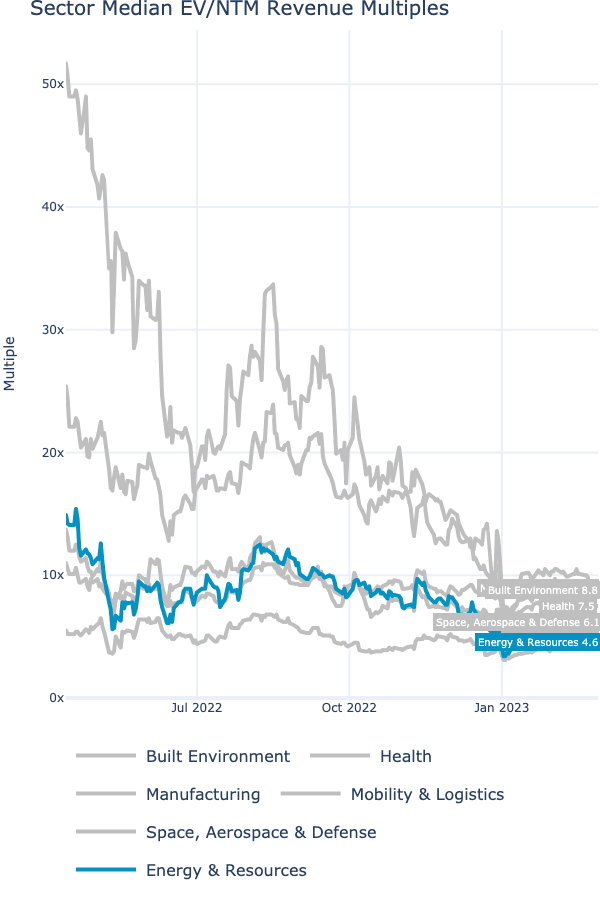 Sector Median EV/NTM Revenue Multiples
50x
40x
30x
20x
10x
0x
Multiple
Built Environment 8.8
Health 7.5
Space, Aerospace & Defense 6.1
Energy & Resources 4.6
Jul 2022
Oct 2022
Jan 2023
Built Environment
Health
Manufacturing
Mobility & Logistics
Space, Aerospace & Defense
Energy & Resources